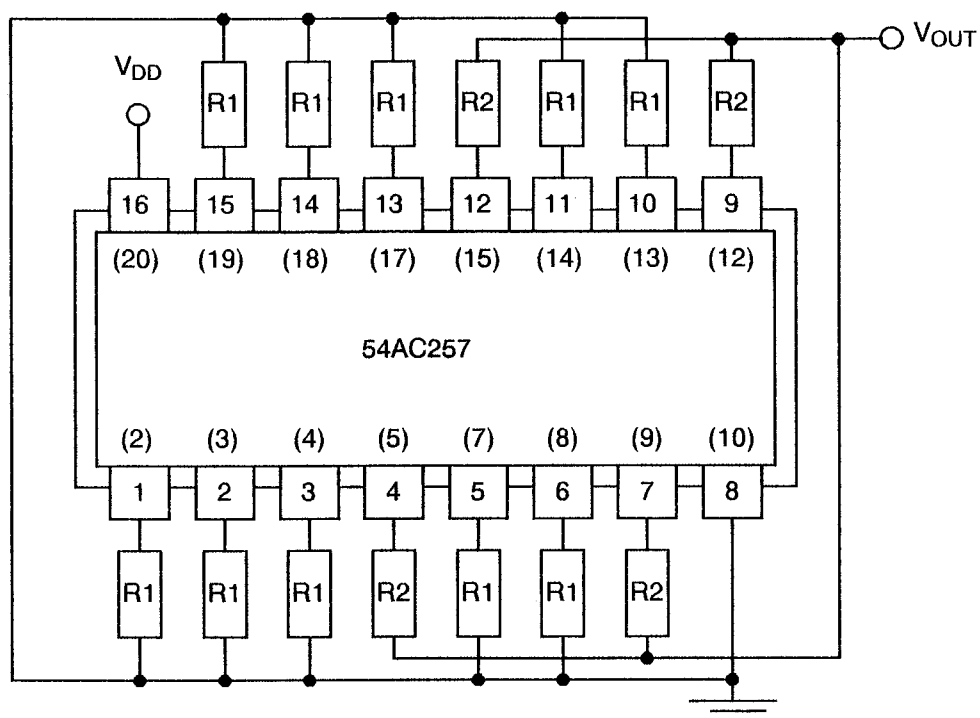 V_OUT
V_DD
R1 R1 R1 R2 R1 R1 R2
16 15 14 13 12 11 10 9
(20) (19) (18) (17) (15) (14) (13) (12)
54AC257
(2) (3) (4) (5) (7) (8) (9) (10)
1 2 3 4 5 6 7 8
R1 R1 R1 R2 R1 R1 R2